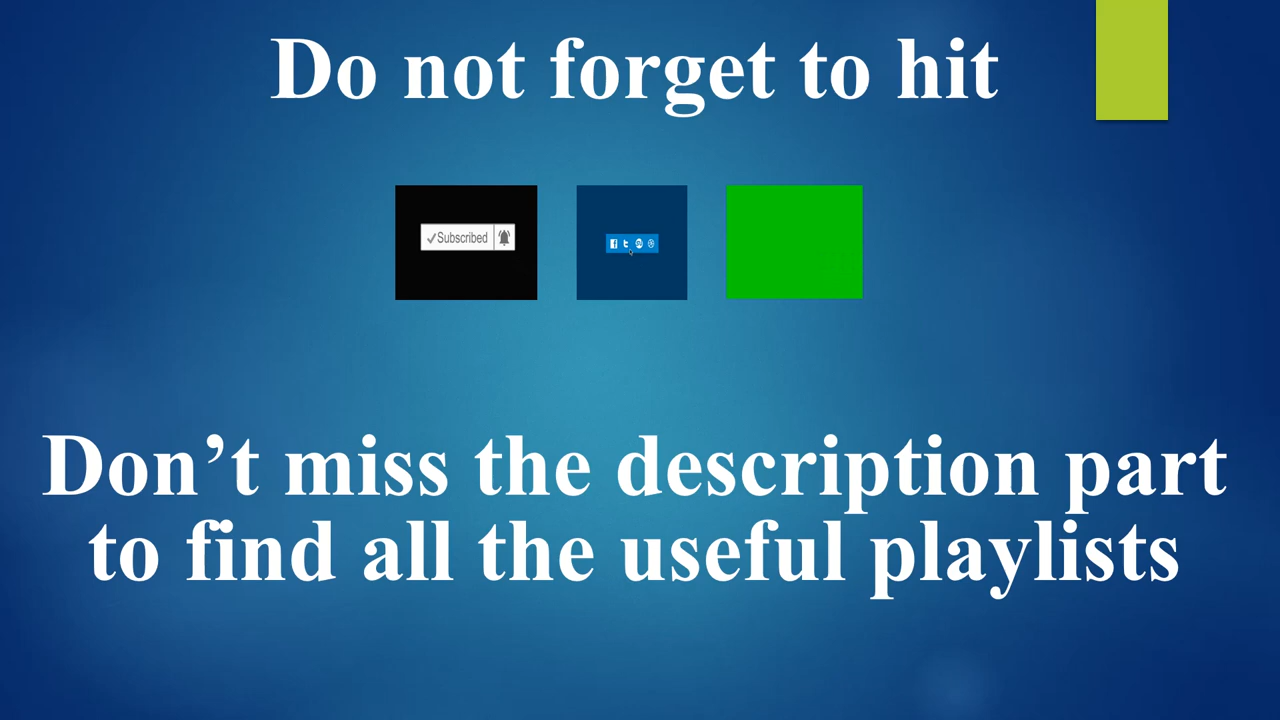 Do not forget to hit
Subscribed
Don’t miss the description part
to find all the useful playlists